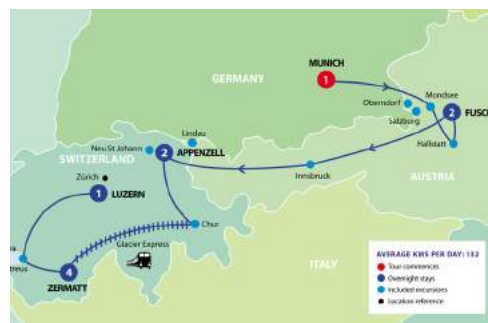 MUNICH
GERMANY
1
Mondsee
Oberndorf
2
FUSC
Salzburg
Lindau
Neu St Johann
2
APPENZELL
Hallstatt
SWITZERLAND
Innsbruck
AUSTRIA
Zürich
1
LUZERN
Chur
Glacier Express
ITALY
treux
4
ZERMATT
AVERAGE KMS PER DAY: 132
Tour commences
Overnight stays
Included excursions
Location reference